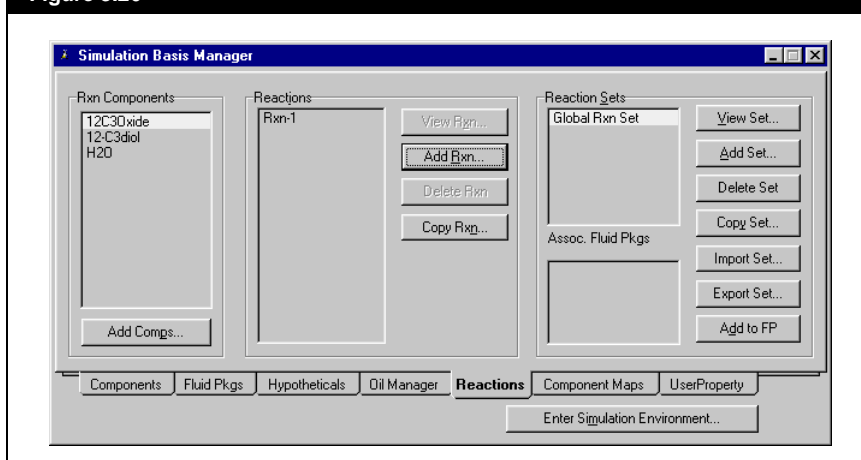 Simulation Basis Manager
Rxn Components
12C3Oxide
12-C3diol
H2O
Add Comps...
Reactions
Rxn-1
View Rxn...
Add Rxn...
Delete Rxn
Copy Rxn...
Reaction Sets
Global Rxn Set
Assoc. Fluid Pkgs
View Set...
Add Set...
Delete Set
Copy Set...
Import Set...
Export Set...
Add to FP
Components Fluid Pkgs Hypotheticals Oil Manager Reactions Component Maps UserProperty
Enter Simulation Environment...